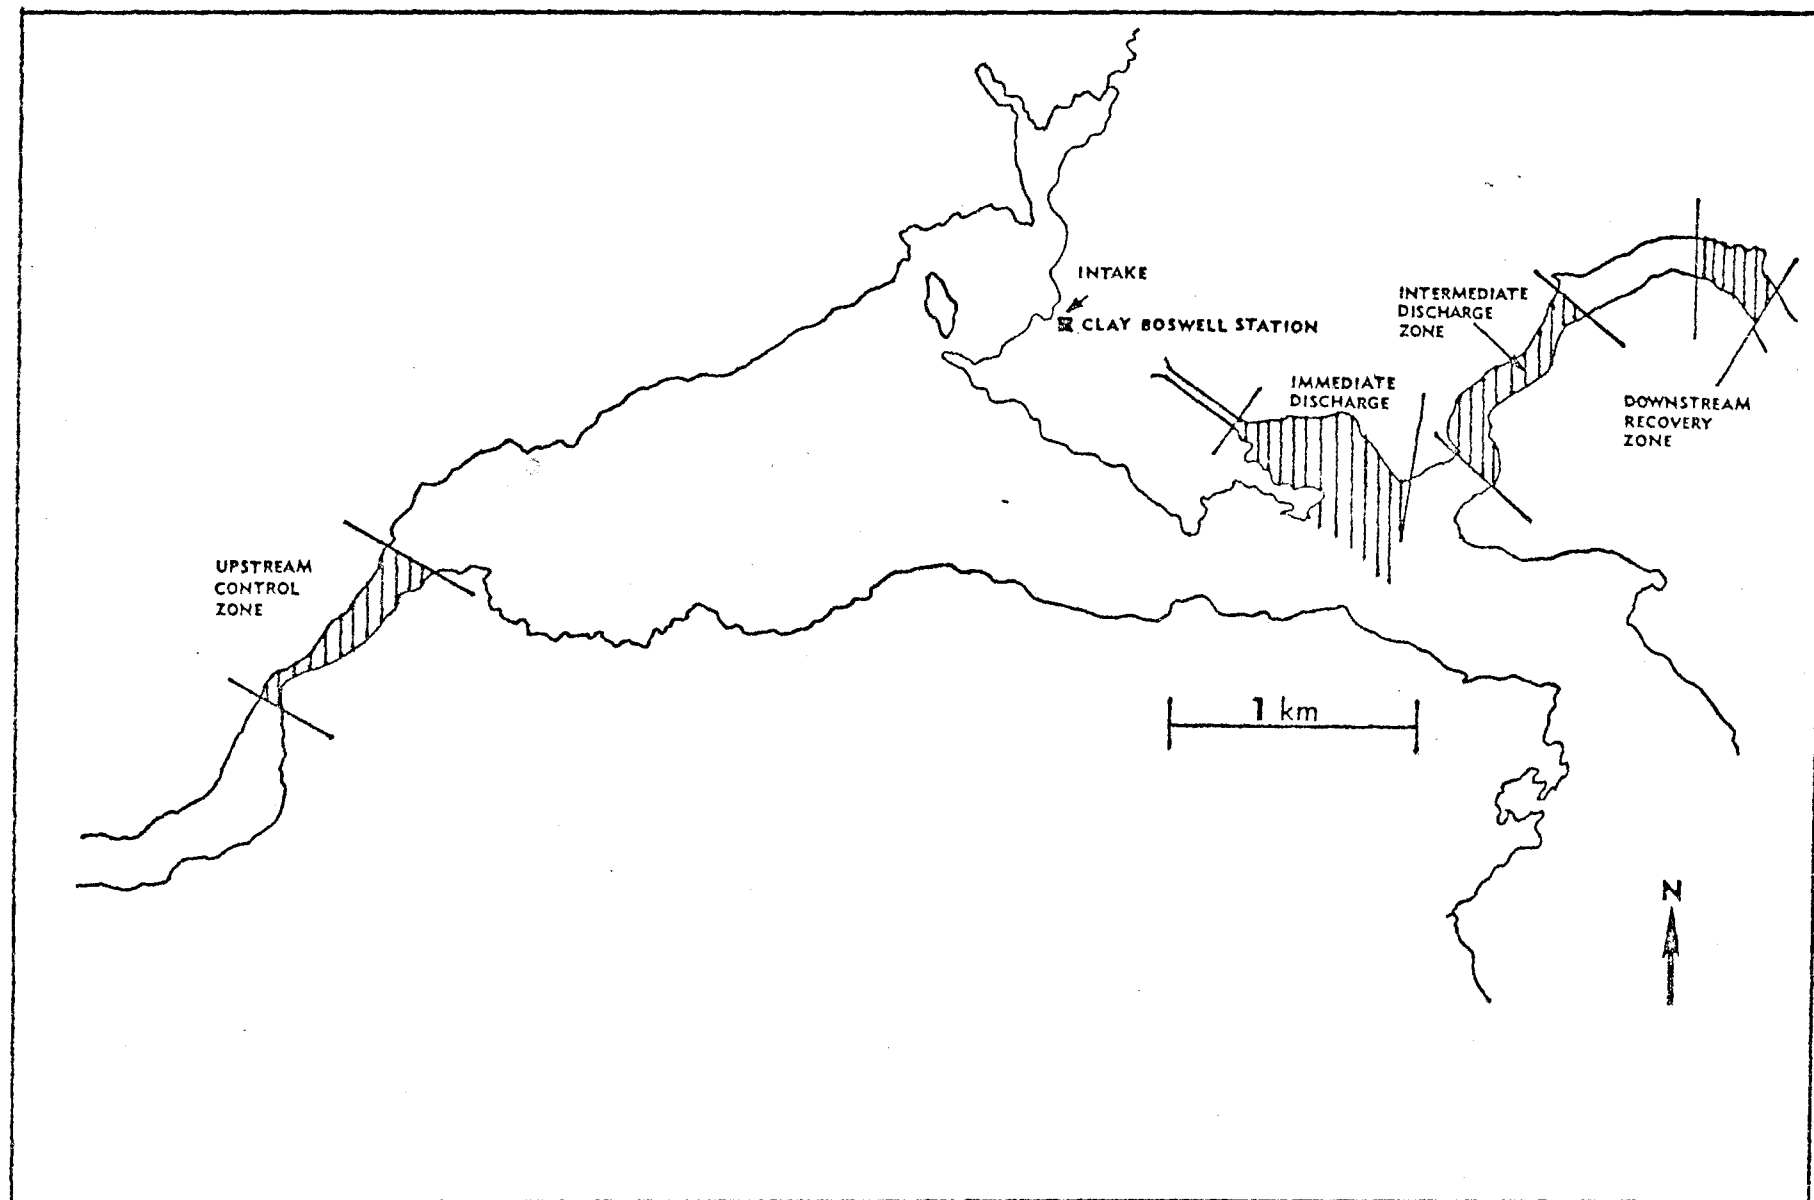 INTAKE
CLAY BOSWELL STATION
INTERMEDIATE
DISCHARGE
ZONE
IMMEDIATE
DISCHARGE
DOWNSTREAM
RECOVERY
ZONE
UPSTREAM
CONTROL
ZONE
1 km
N